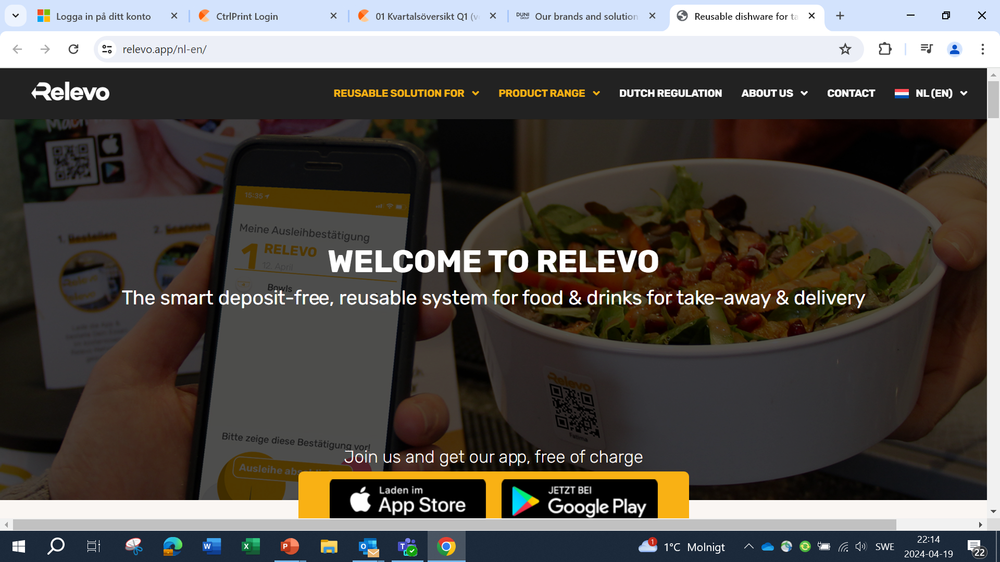 Logga in på ditt konto
CtrlPrint Login
01 Kvartalsöversikt Q1 (v
DUNI GROUP
Our brands and solution
Reusable dishware for ta
relevo.app/nl-en/
Relevo
REUSABLE SOLUTION FOR
PRODUCT RANGE
DUTCH REGULATION
ABOUT US
CONTACT
NL (EN)
15:35
1. Bestellen
2. Scannen
Meine Ausleihbestätigung
1 RELEVO
12. April
Bowls
WELCOME TO RELEVO
The smart deposit-free, reusable system for food & drinks for take-away & delivery
Relevo
Fatima
Bitte zeige diese Bestätigung vor!
Join us and get our app, free of charge
Laden im
App Store
JETZT BEI
Google Play
1
1°C Molnigt
SWE
22:14
2024-04-19
22